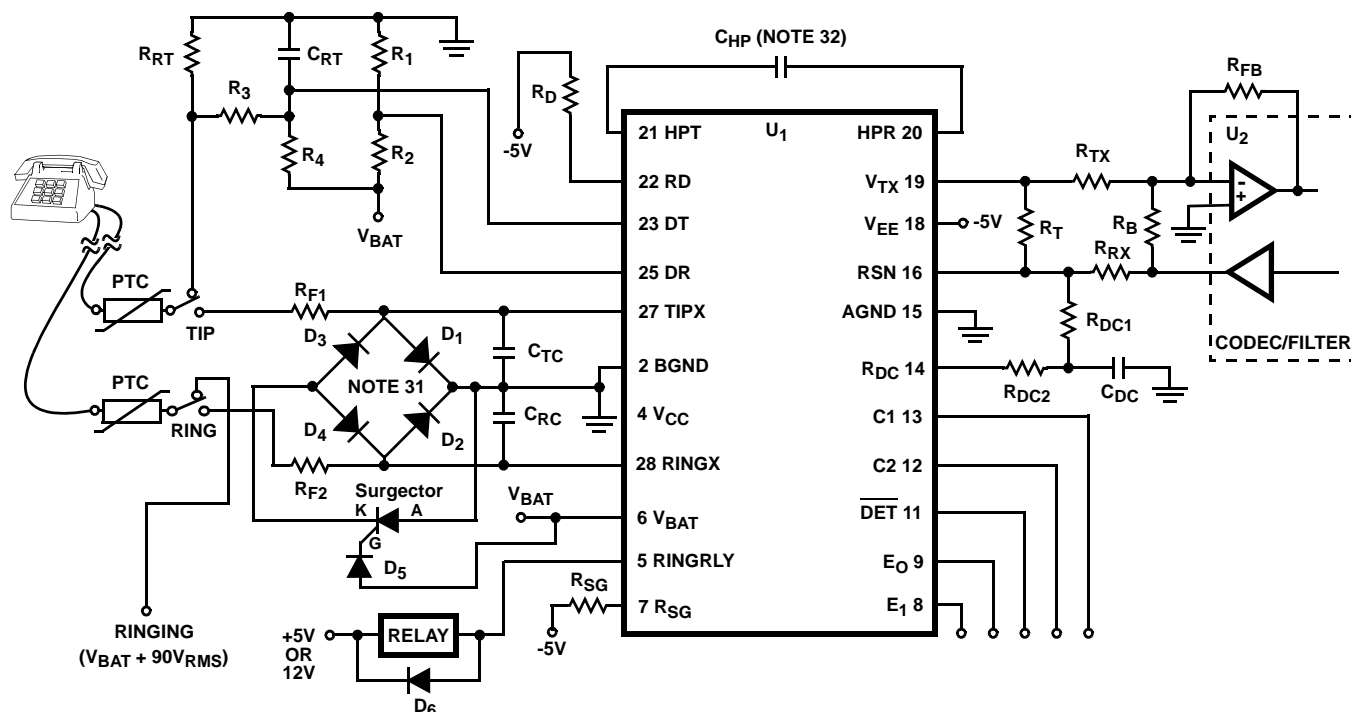 C_HP (NOTE 32)
R_RT
C_RT
R_1
R_3
R_4
R_2
V_BAT
R_D
-5V
U_1
21 HPT
HPR 20
22 RD
V_TX 19
23 DT
V_EE 18
-5V
25 DR
RSN 16
27 TIPX
AGND 15
2 BGND
R_DC 14
4 V_CC
C1 13
28 RINGX
C2 12
6 V_BAT
DET 11
5 RINGRLY
E_O 9
7 R_SG
E_1 8
R_FB
U_2
R_TX
-
+
R_T
R_B
R_RX
R_DC1
CODEC/FILTER
R_DC2
C_DC
PTC
TIP
R_F1
D_3
D_1
C_TC
NOTE 31
PTC
RING
D_4
D_2
C_RC
R_F2
Surgector
K
A
G
D_5
V_BAT
R_SG
-5V
RINGING
(V_BAT + 90V_RMS)
+5V
OR
12V
RELAY
D_6